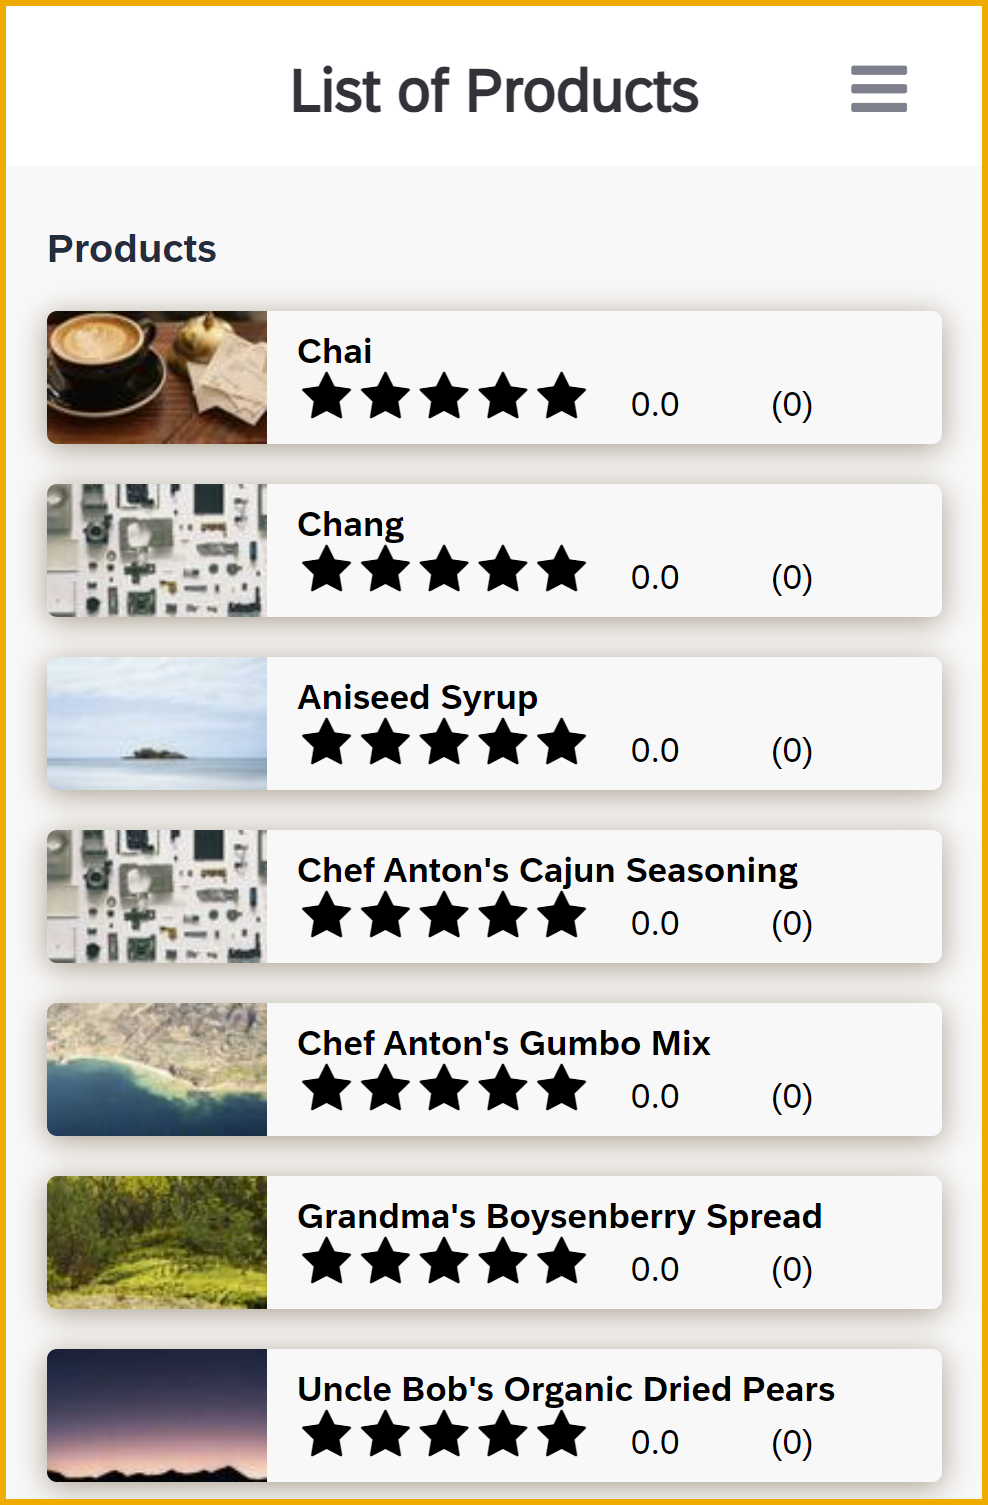 List of Products
Products
Chai
0.0 (0)
Chang
0.0 (0)
Aniseed Syrup
0.0 (0)
Chef Anton's Cajun Seasoning
0.0 (0)
Chef Anton's Gumbo Mix
0.0 (0)
Grandma's Boysenberry Spread
0.0 (0)
Uncle Bob's Organic Dried Pears
0.0 (0)